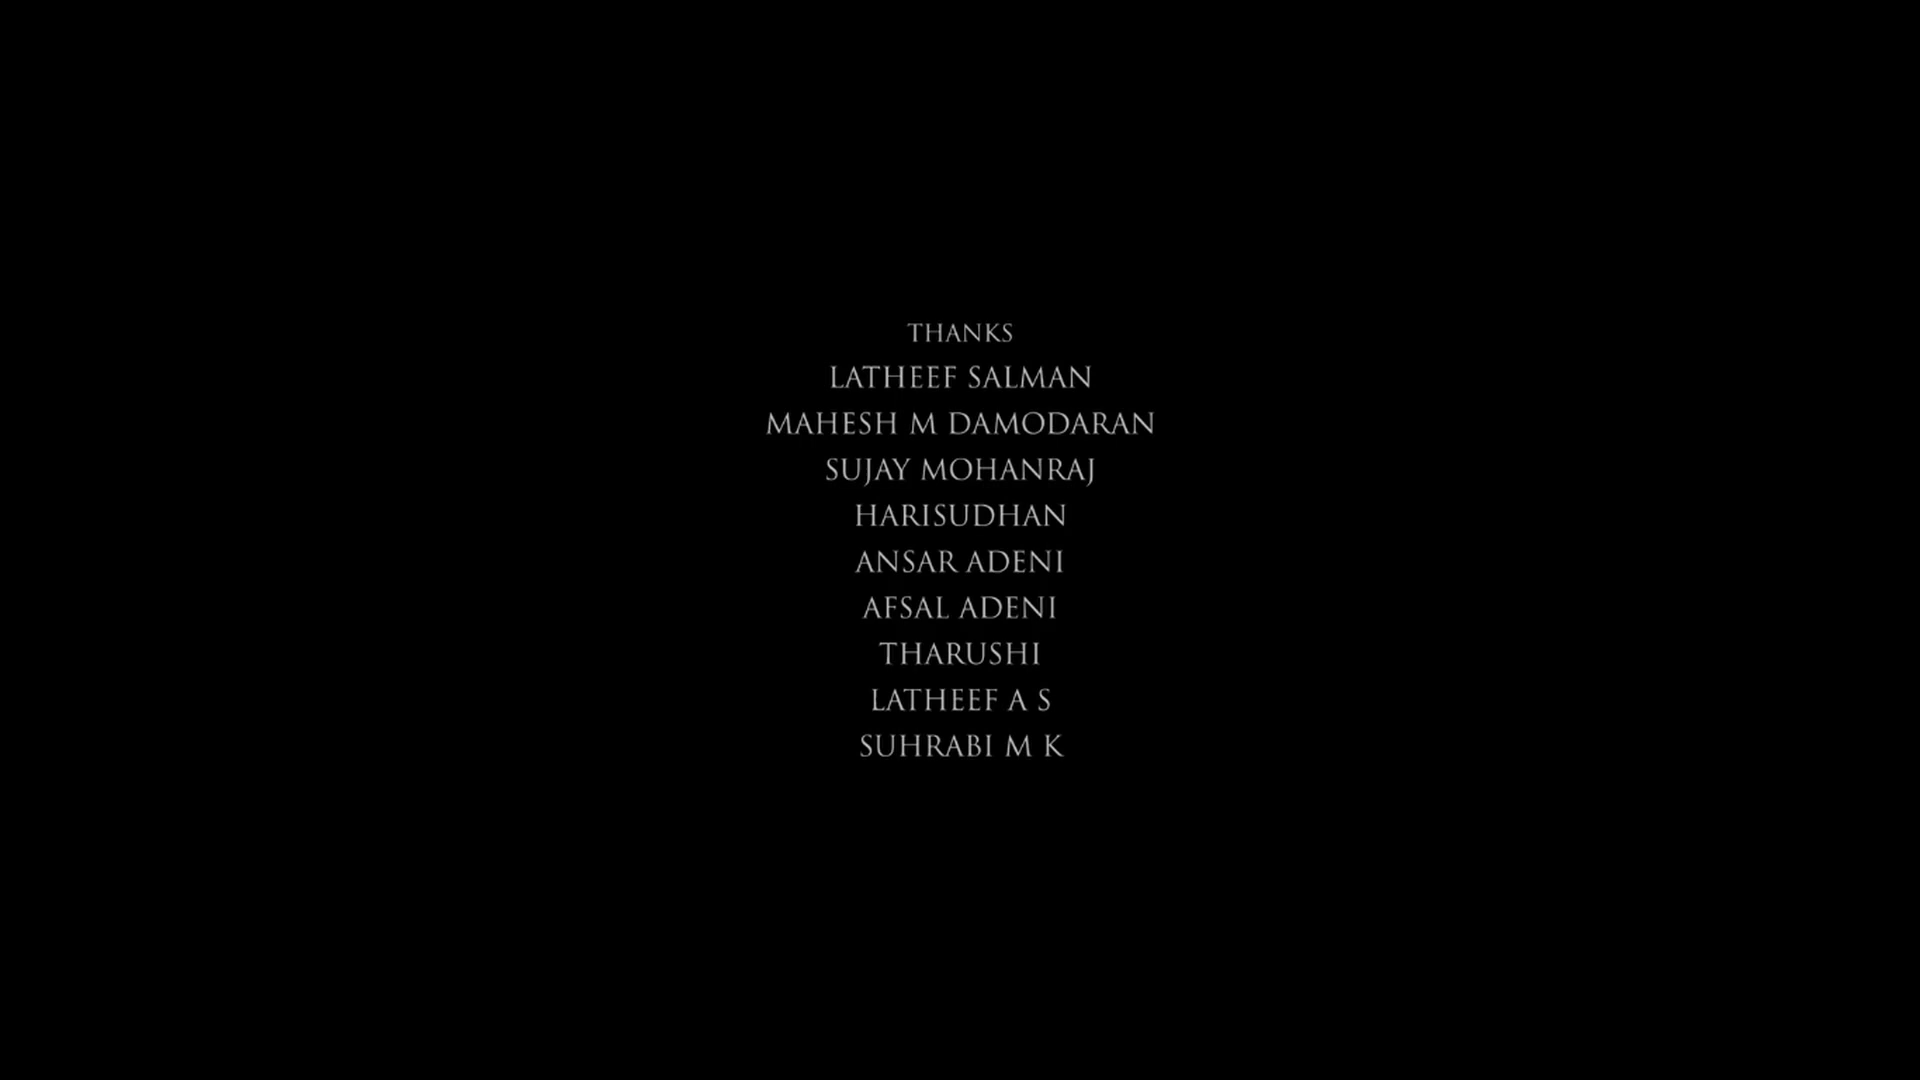 THANKS
LATHEEF SALMAN
MAHESH M DAMODARAN
SUJAY MOHANRAJ
HARISUDHAN
ANSAR ADENI
AFSAL ADENI
THARUSHI
LATHEEF A S
SUHRABI M K